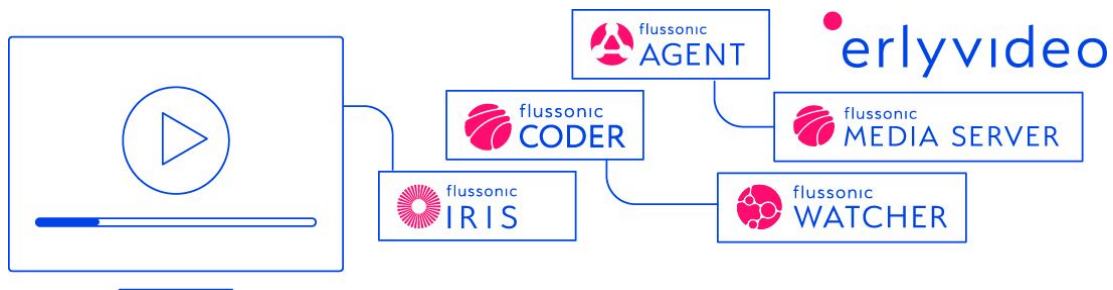 flussonic
AGENT
erlyvideo
flussonic
CODER
flussonic
MEDIA SERVER
flussonic
IRIS
flussonic
WATCHER